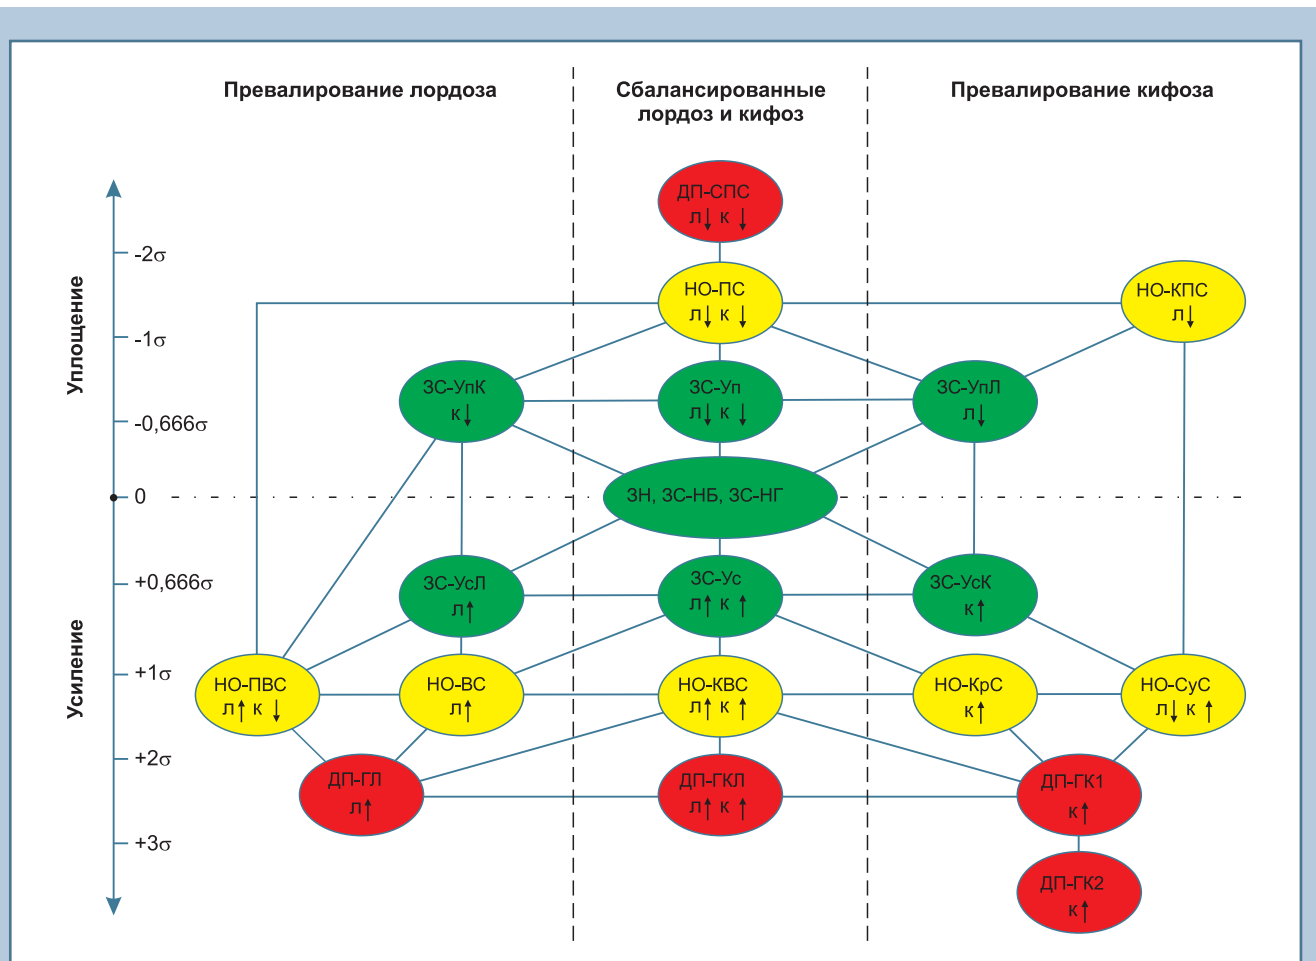 Превалирование лордоза
Сбалансированные
лордоз и кифоз
Превалирование кифоза
Уплощение
Усиление
-2σ
-1σ
-0,666σ
0
+0,666σ
+1σ
+2σ
+3σ
ДП-СПС
л↓ к ↓
НО-ПС
л↓ к ↓
НО-КПС
л↓
ЗС-УпК
к↓
ЗС-Уп
л↓ к ↓
ЗС-УпЛ
л↓
ЗН, ЗС-НБ, ЗС-НГ
ЗС-УсЛ
л↑
ЗС-Ус
л↑ к ↑
ЗС-УсК
к↑
НО-ПВС
л↑ к ↓
НО-ВС
л↑
НО-КВС
л↑ к ↑
НО-КрС
к↑
НО-СуС
л↓ к ↑
ДП-ГЛ
л↑
ДП-ГКЛ
л↑ к ↑
ДП-ГК1
к↑
ДП-ГК2
к↑